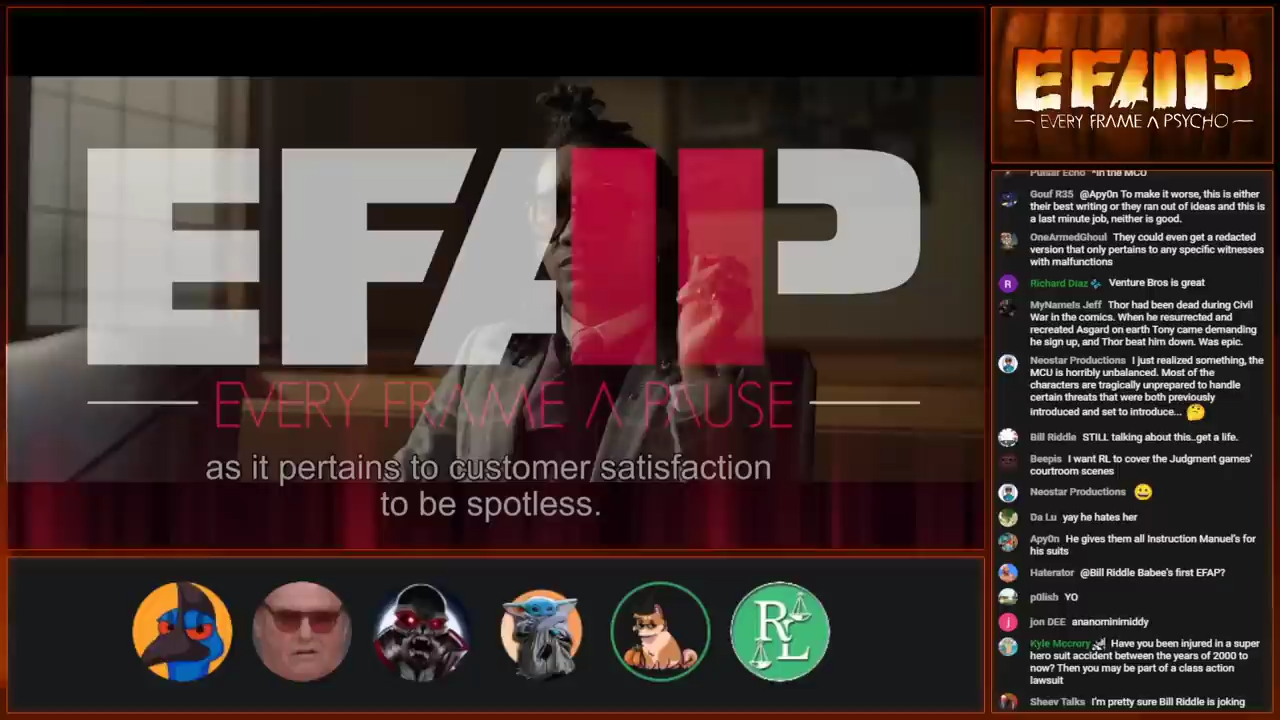 EFAP
EVERY FRAME A PAUSE
as it pertains to customer satisfaction
to be spotless.
RL
EFAP
EVERY FRAME A PSYCHO
Pulsar Echo *in the MCU
Gouf R35 @Apy0n To make it worse, this is either
their best writing or they ran out of ideas and this is
a last minute job, neither is good.
OneArmedGhoul They could even get a redacted
version that only pertains to any specific witnesses
with malfunctions
R
Richard Diaz Venture Bros is great
MyNameIs Jeff Thor had been dead during Civil
War in the comics. When he resurrected and
recreated Asgard on earth Tony came demanding
he sign up, and Thor beat him down. Was epic.
Neostar Productions I just realized something, the
MCU is horribly unbalanced. Most of the
characters are tragically unprepared to handle
certain threats that were both previously
introduced and set to introduce... 🤔
Bill Riddle STILL talking about this..get a life.
Beepis I want RL to cover the Judgment games'
courtroom scenes
Neostar Productions 😀
Da Lu yay he hates her
Apy0n He gives them all Instruction Manuel's for
his suits
Haterator @Bill Riddle Babee's first EFAP?
p0lish YO
j
jon DEE ananominimiddy
Kyle Mccrory Have you been injured in a super
hero suit accident between the years of 2000 to
now? Then you may be part of a class action
lawsuit
Sheev Talks I'm pretty sure Bill Riddle is joking